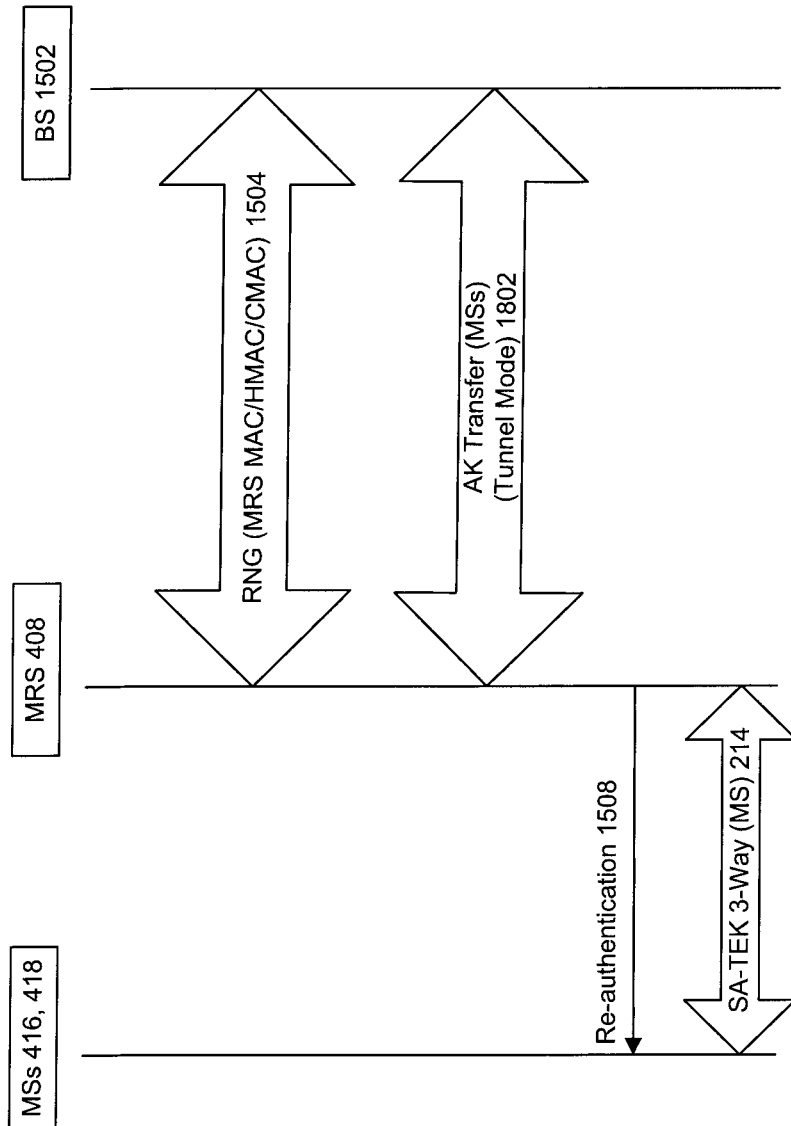 MSs 416, 418
MRS 408
BS 1502
RNG (MRS MAC/HMAC/CMAC) 1504
AK Transfer (MSs)
(Tunnel Mode) 1802
Re-authentication 1508
SA-TEK 3-Way (MS) 214